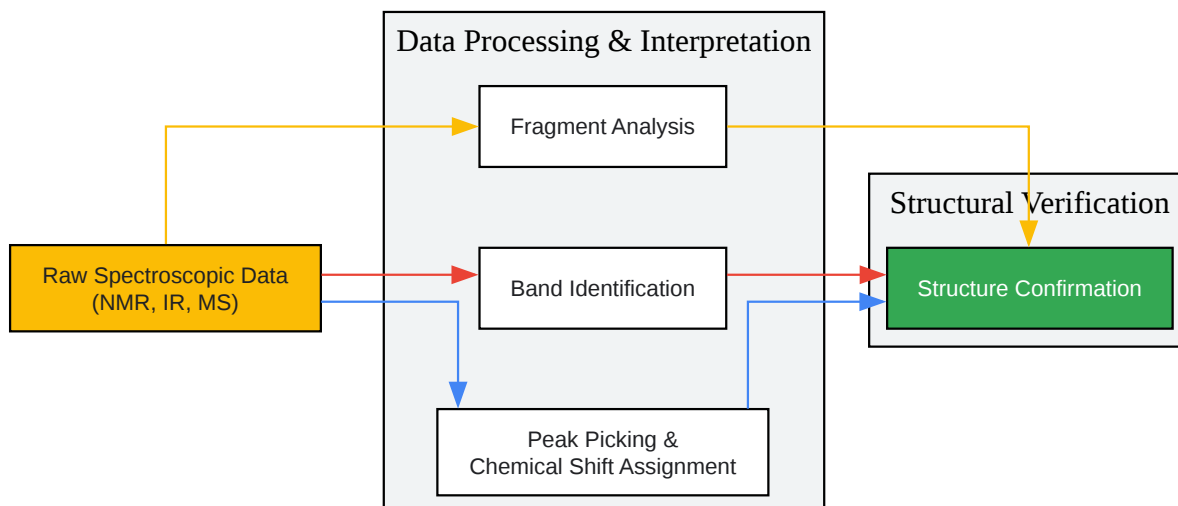 Data Processing & Interpretation
Fragment Analysis
Structural Verification
Raw Spectroscopic Data
(NMR, IR, MS)
Band Identification
Structure Confirmation
Peak Picking &
Chemical Shift Assignment